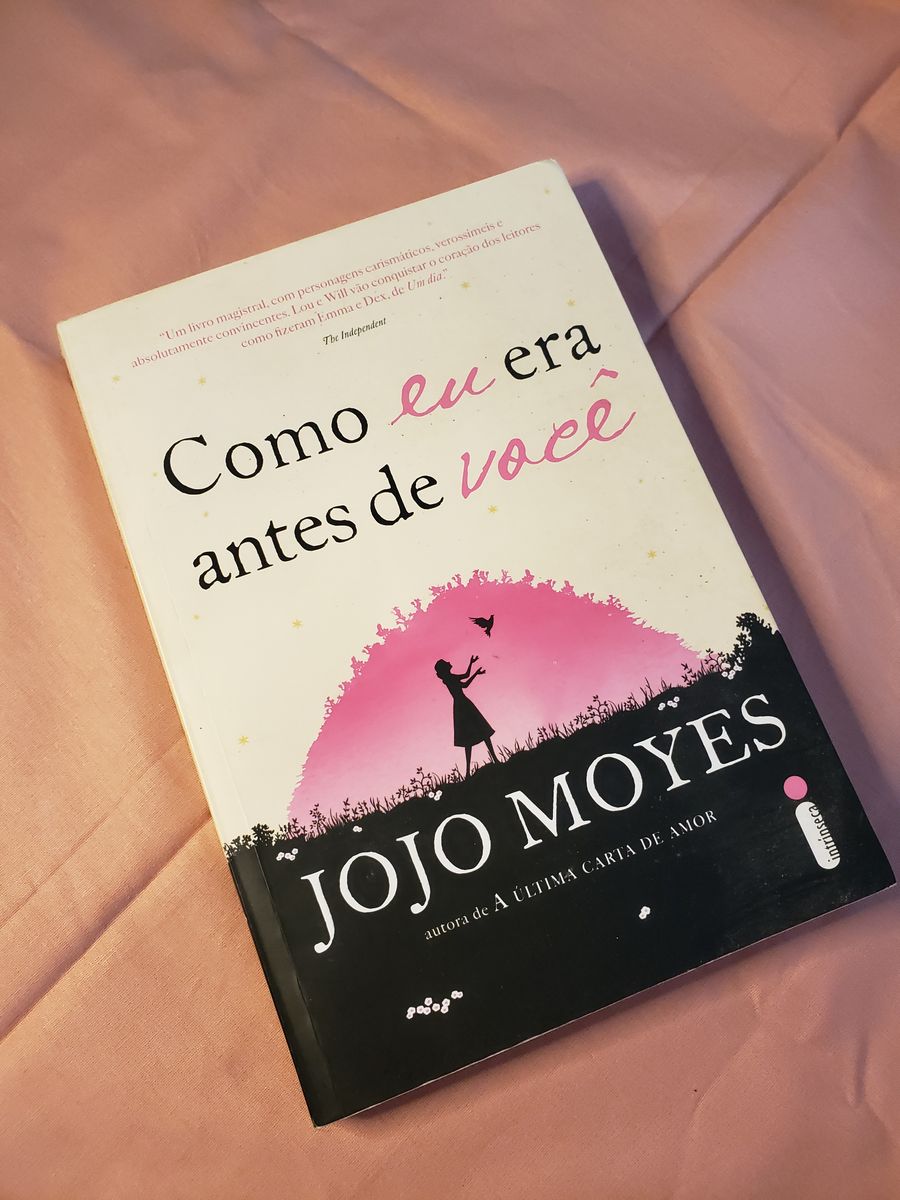 “Um livro magistral, com personagens carismáticos, verossímeis e
absolutamente convincentes. Lou e Will vão conquistar o coração dos leitores
como fizeram Emma e Dex, de Um dia.”
The Independent
Como eu era
antes de você
JOJO MOYES
autora de A ÚLTIMA CARTA DE AMOR
intrínseca